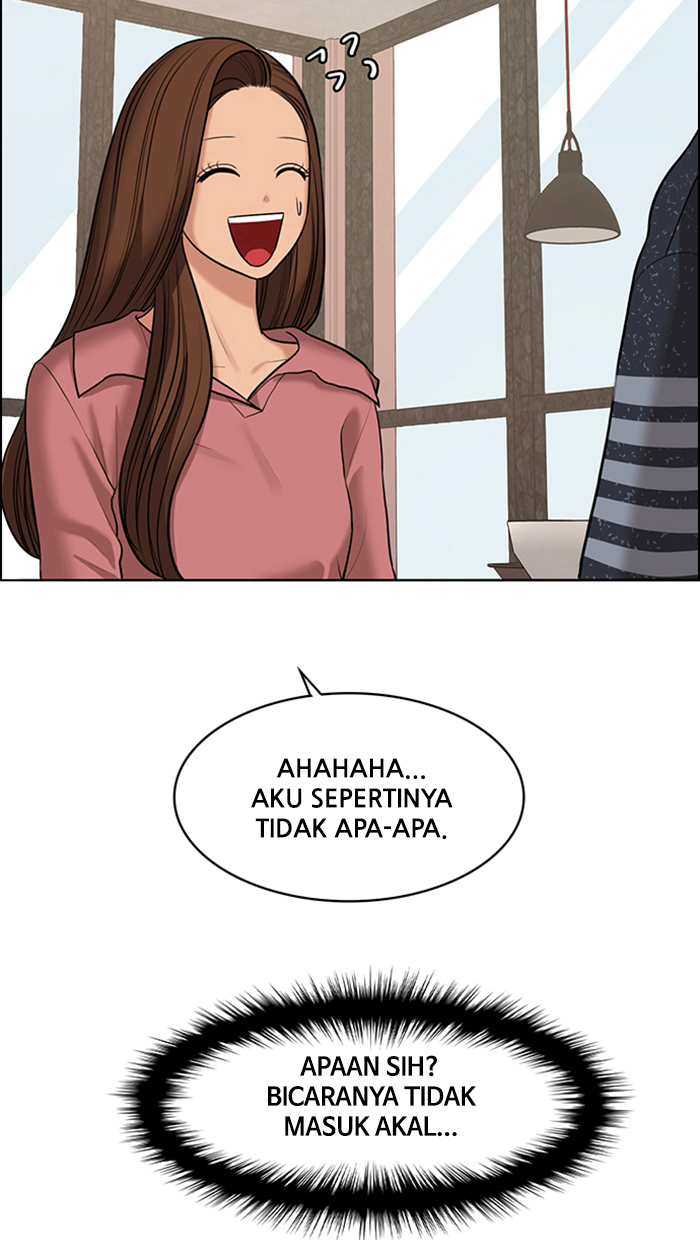 AHAHAHA...
AKU SEPERTINYA
TIDAK APA-APA.
APAAN SIH?
BICARANYA TIDAK
MASUK AKAL...